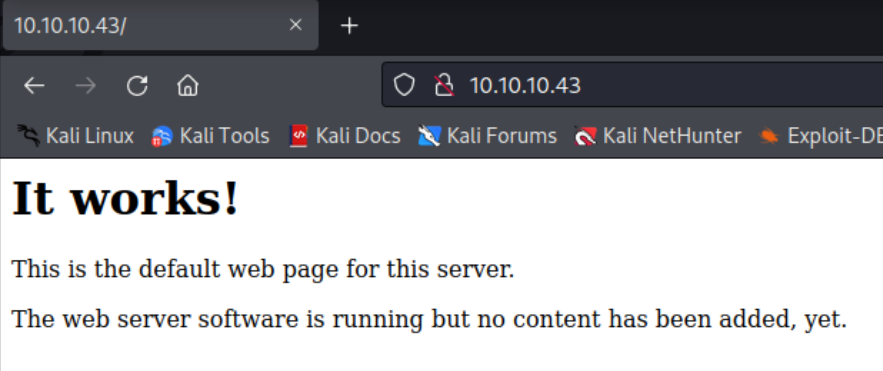 10.10.10.43/
10.10.10.43
Kali Linux Kali Tools Kali Docs Kali Forums Kali NetHunter Exploit-DB
It works!
This is the default web page for this server.
The web server software is running but no content has been added, yet.